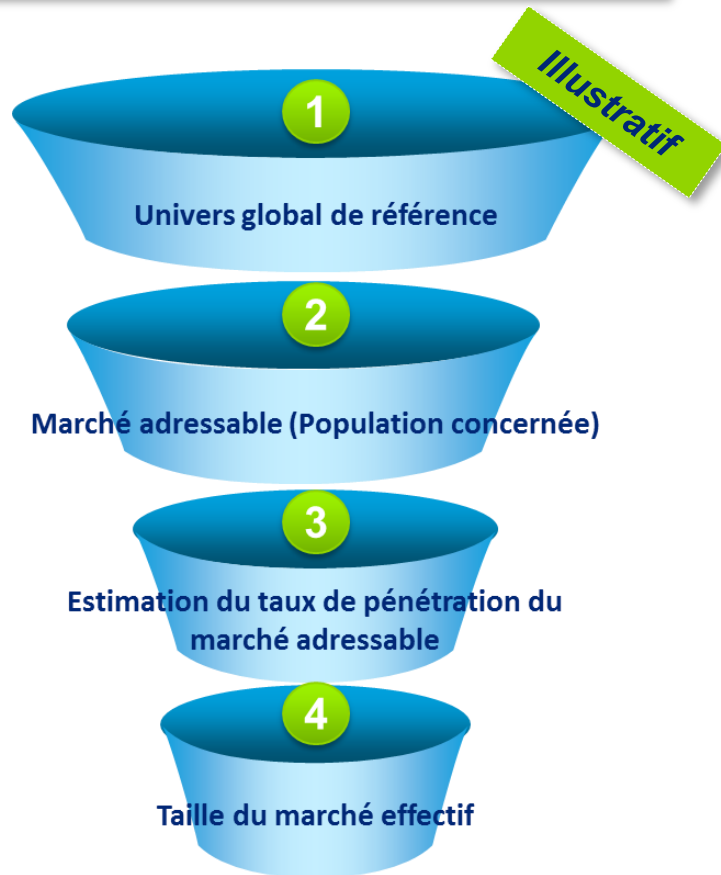 Illustratif
1
Univers global de référence
2
Marché adressable (Population concernée)
3
Estimation du taux de pénétration du
marché adressable
4
Taille du marché effectif